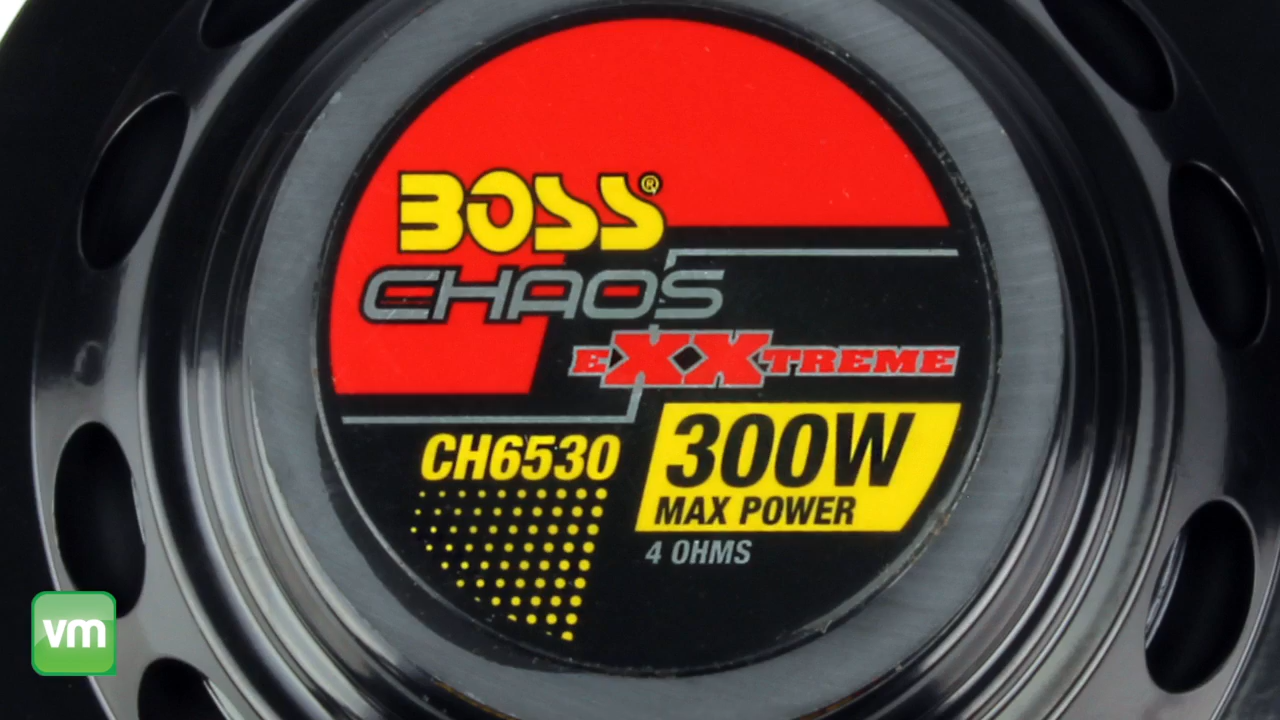 BOSS®
CHAOS
EXXTREME
CH6530
300W
MAX POWER
4 OHMS
vm